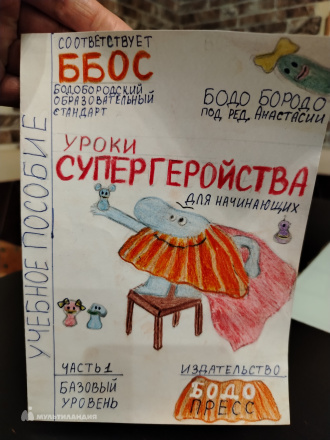 СООТВЕТСТВУЕТ
ББОС
БОДОБОРОДСКИЙ
ОБРАЗОВАТЕЛЬНЫЙ
СТАНДАРТ
БОДО БОРОДО
ПОД РЕД. АНАСТАСИИ
УЧЕБНОЕ ПОСОБИЕ
УРОКИ
СУПЕРГЕРОЙСТВА
ДЛЯ НАЧИНАЮЩИХ
ЧАСТЬ 1
БАЗОВЫЙ
УРОВЕНЬ
ИЗДАТЕЛЬСТВО
БОДО
ПРЕСС
МУЛЬТИЛАНДИЯ